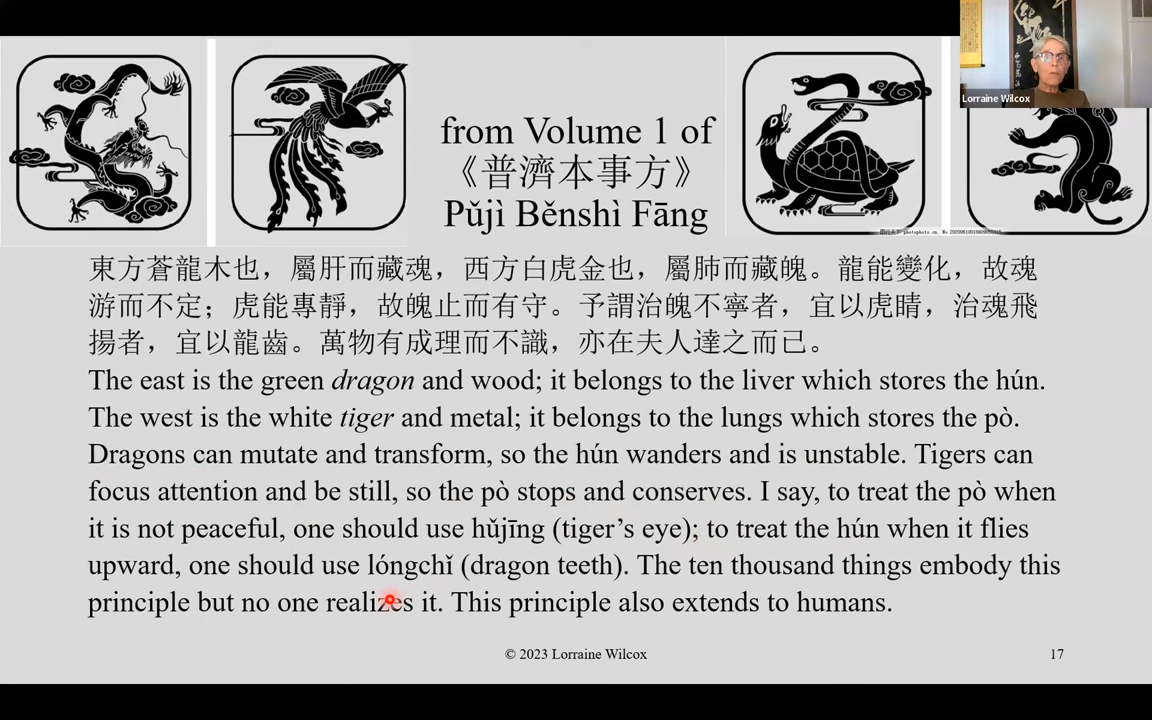 from Volume 1 of
《普濟本事方》
Pǔjì Běnshì Fāng
Lorraine Wilcox
東方蒼龍木也，屬肝而藏魂，西方白虎金也，屬肺而藏魄。龍能變化，故魂
游而不定；虎能專靜，故魄止而有守。予謂治魄不寧者，宜以虎睛，治魂飛
揚者，宜以龍齒。萬物有成理而不識，亦在夫人達之而已。
The east is the green dragon and wood; it belongs to the liver which stores the hún.
The west is the white tiger and metal; it belongs to the lungs which stores the pò.
Dragons can mutate and transform, so the hún wanders and is unstable. Tigers can
focus attention and be still, so the pò stops and conserves. I say, to treat the pò when
it is not peaceful, one should use hǔjīng (tiger’s eye); to treat the hún when it flies
upward, one should use lóngchǐ (dragon teeth). The ten thousand things embody this
principle but no one realizes it. This principle also extends to humans.
© 2023 Lorraine Wilcox
17